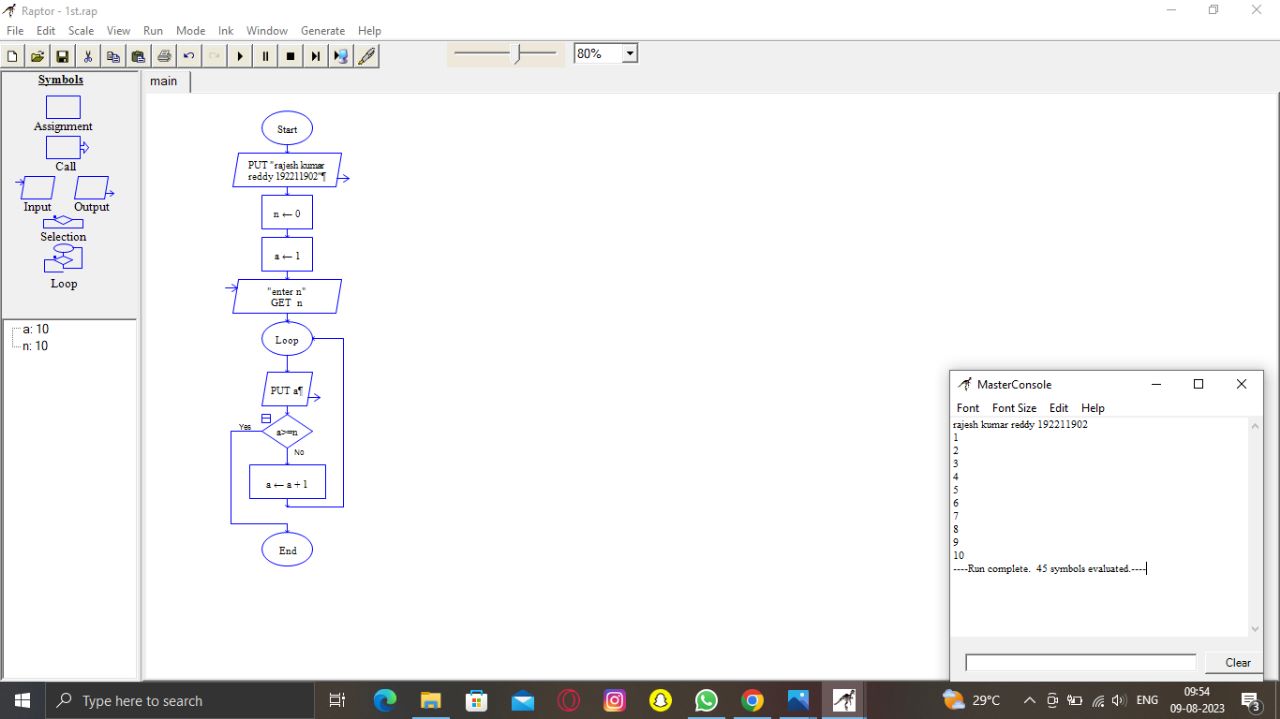 Raptor - 1st.rap
File Edit Scale View Run Mode Ink Window Generate Help
80%
Symbols
Assignment
Call
Input Output
Selection
Loop
a: 10
n: 10
main
Start
PUT "rajesh kumar
reddy 192211902"¶
n ← 0
a ← 1
"enter n"
GET n
Loop
PUT a¶
Yes
a>=n
No
a ← a + 1
End
MasterConsole
Font Font Size Edit Help
rajesh kumar reddy 192211902
1
2
3
4
5
6
7
8
9
10
----Run complete. 45 symbols evaluated.----
Clear
Type here to search
29°C
ENG
09:54
09-08-2023
3